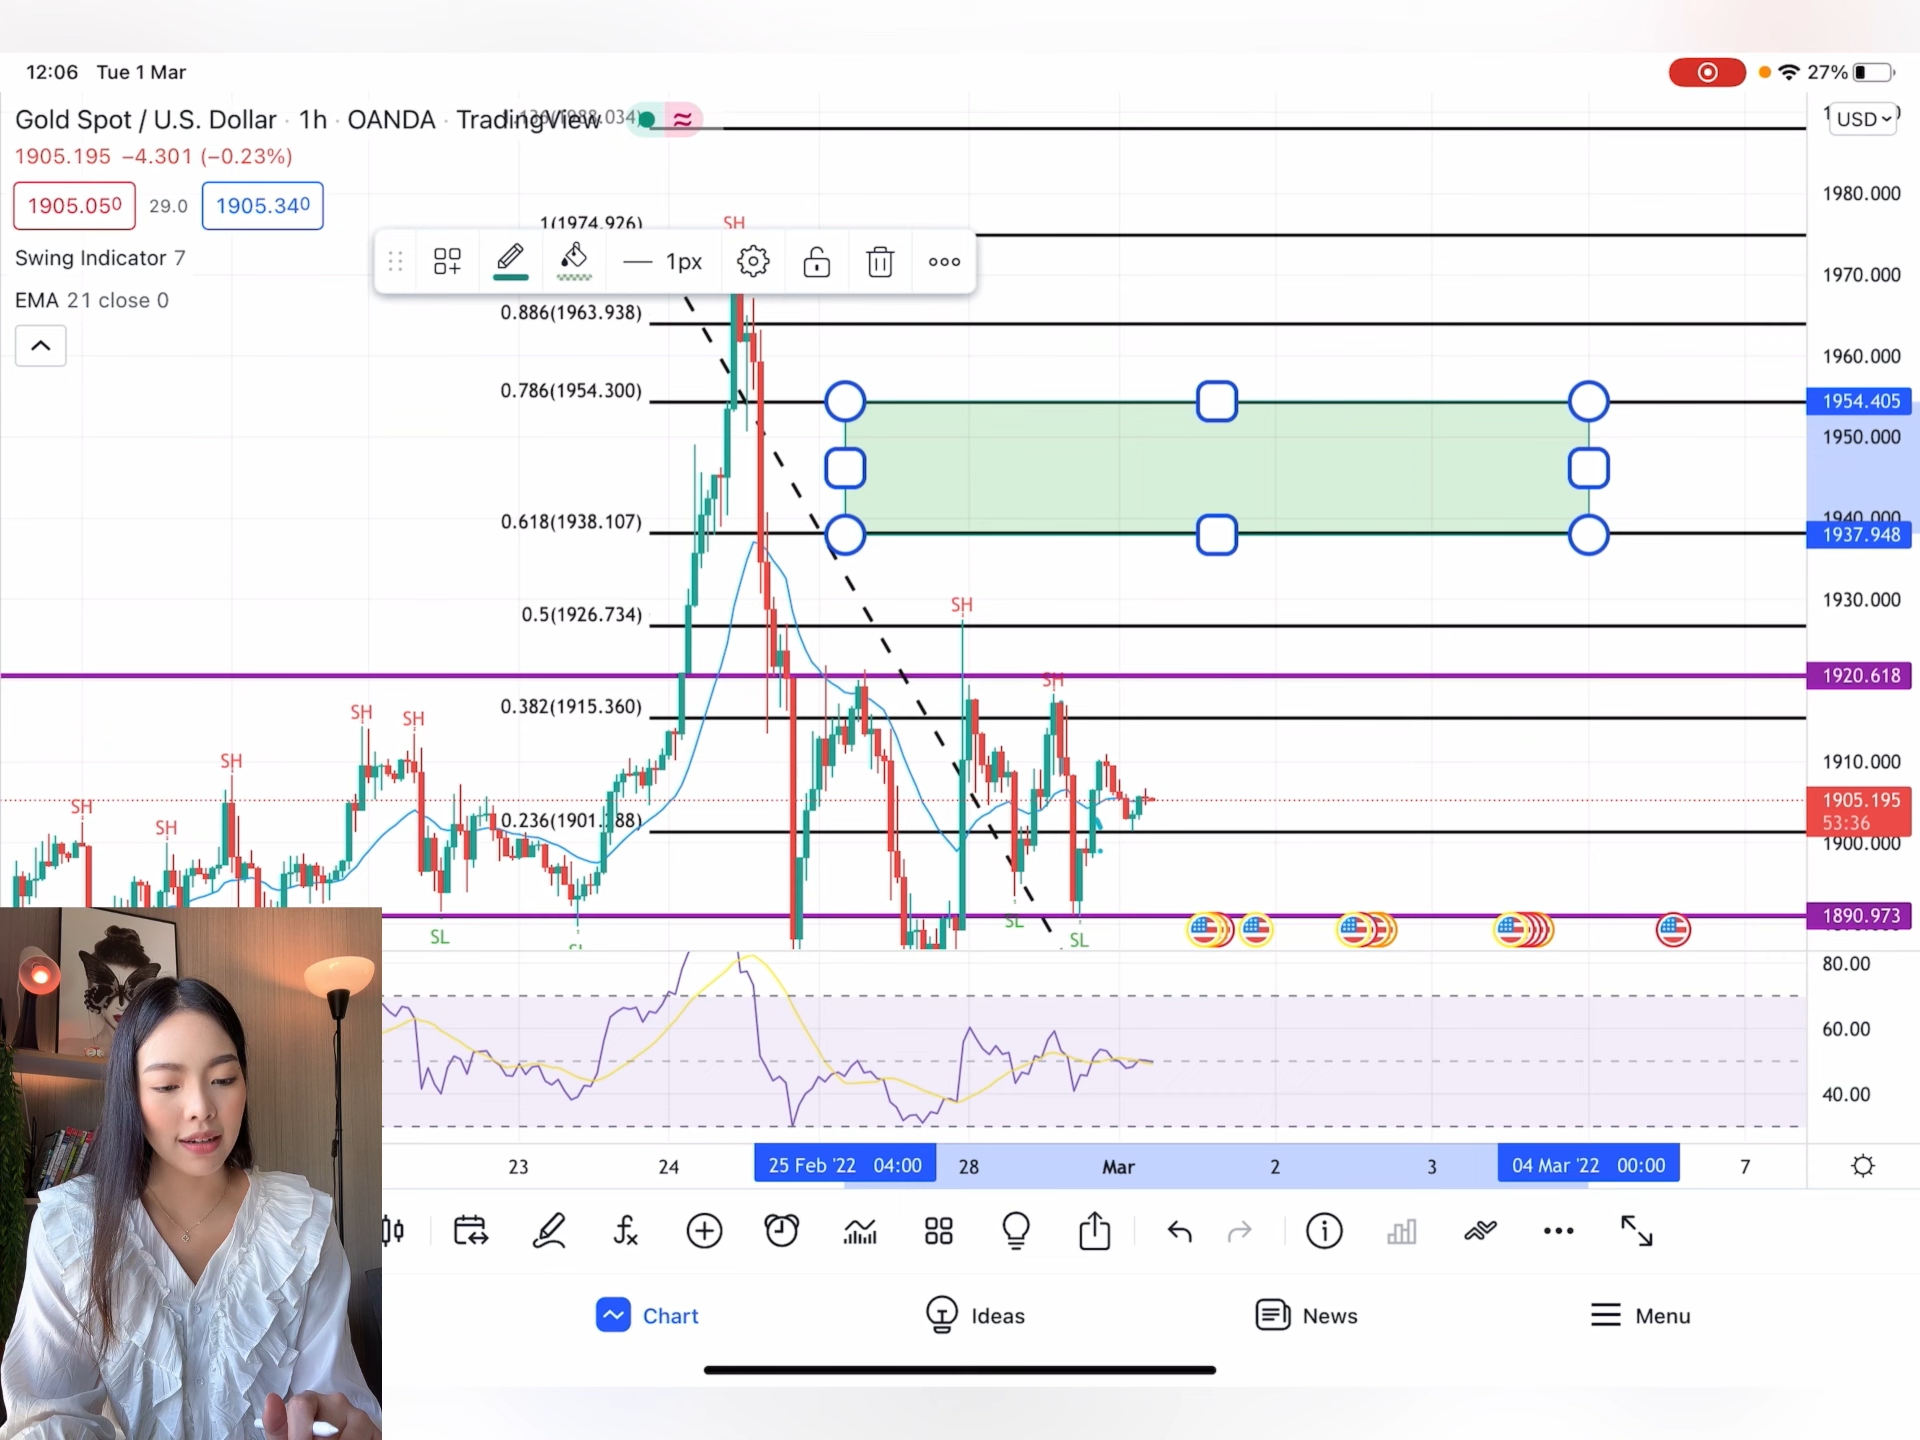 12:06 Tue 1 Mar
27%
Gold Spot / U.S. Dollar · 1h · OANDA · TradingView
USD
1905.195 −4.301 (−0.23%)
1905.050 29.0 1905.340
Swing Indicator 7
EMA 21 close 0
1px
1(1974.926)
0.886(1963.938)
0.786(1954.300)
0.618(1938.107)
0.5(1926.734)
0.382(1915.360)
SH
SH
SH
SH
SH
SH
SH
SH
SL
SL
SL
1980.000
1970.000
1960.000
1954.405
1950.000
1940.000
1937.948
1930.000
1920.618
1910.000
1905.195
53:36
1900.000
1890.973
80.00
60.00
40.00
23 24 25 Feb '22 04:00 28 Mar 2 3 04 Mar '22 00:00 7
Chart Ideas News Menu